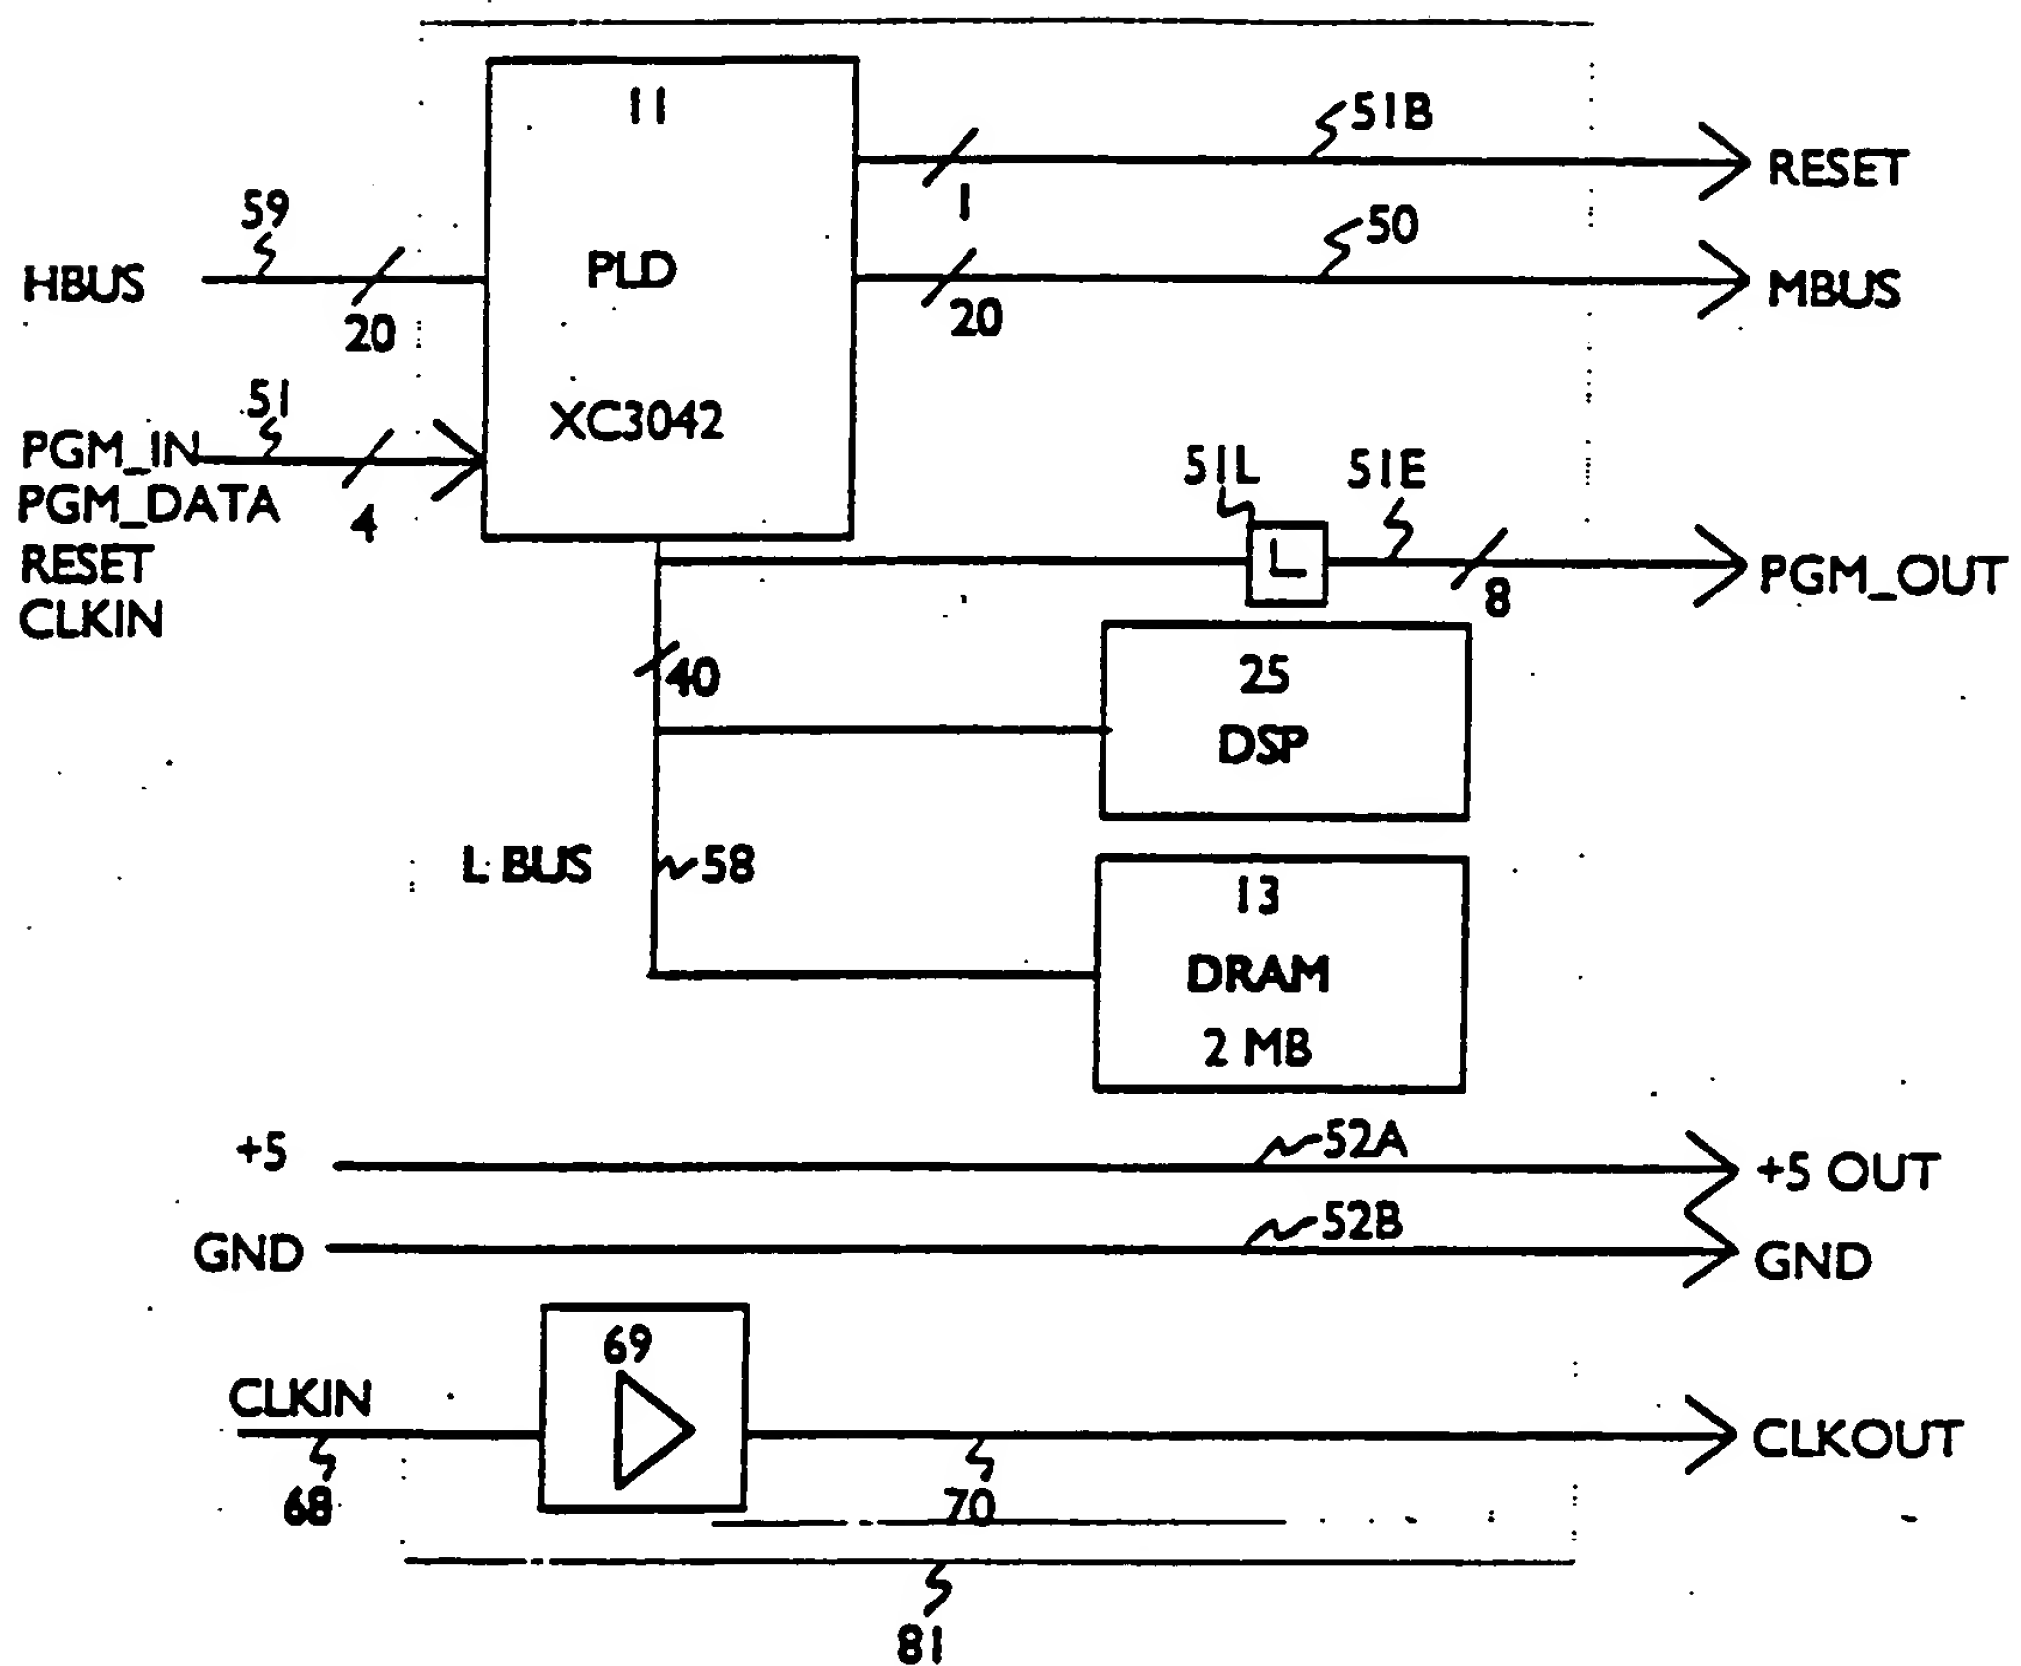 11
51B
RESET
1
59
50
HBUS
PLD
MBUS
20
20
51
XC3042
PGM_IN
51L
51E
PGM_DATA
4
L
PGM_OUT
RESET
8
CLKIN
40
25
DSP
L BUS
58
13
DRAM
2 MB
+5
52A
+5 OUT
GND
52B
GND
69
CLKIN
CLKOUT
68
70
81